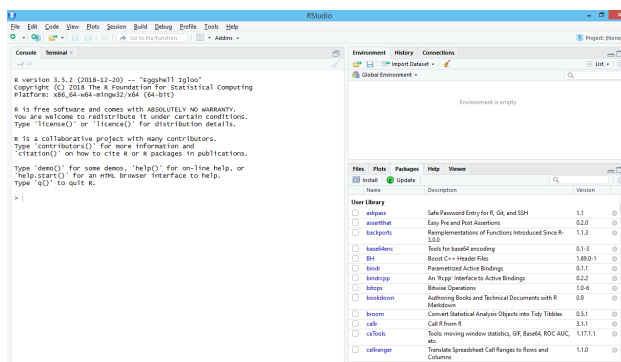 RStudio
File Edit Code View Plots Session Build Debug Profile Tools Help
Go to file/function Addins Project: (None
Console Terminal
~/
R version 3.5.2 (2018-12-20) -- "Eggshell Igloo"
Copyright (C) 2018 The R Foundation for Statistical Computing
Platform: x86_64-w64-mingw32/x64 (64-bit)
R is free software and comes with ABSOLUTELY NO WARRANTY.
You are welcome to redistribute it under certain conditions.
Type 'license()' or 'licence()' for distribution details.
R is a collaborative project with many contributors.
Type 'contributors()' for more information and
'citation()' on how to cite R or R packages in publications.
Type 'demo()' for some demos, 'help()' for on-line help, or
'help.start()' for an HTML browser interface to help.
Type 'q()' to quit R.
>
Environment History Connections
Import Dataset List
Global Environment
Environment is empty
Files Plots Packages Help Viewer
Install Update
Name Description Version
User Library
askpass Safe Password Entry for R, Git, and SSH 1.1
assertthat Easy Pre and Post Assertions 0.2.0
backports Reimplementations of Functions Introduced Since R- 1.1.3
3.0.0
base64enc Tools for base64 encoding 0.1-3
BH Boost C++ Header Files 1.69.0-1
bindr Parametrized Active Bindings 0.1.1
bindrcpp An 'Rcpp' Interface to Active Bindings 0.2.2
bitops Bitwise Operations 1.0-6
bookdown Authoring Books and Technical Documents with R 0.9
Markdown
broom Convert Statistical Analysis Objects into Tidy Tibbles 0.5.1
callr Call R from R 3.1.1
caTools Tools: moving window statistics, GIF, Base64, ROC AUC, 1.17.1.1
etc.
cellranger Translate Spreadsheet Cell Ranges to Rows and 1.1.0
Columns